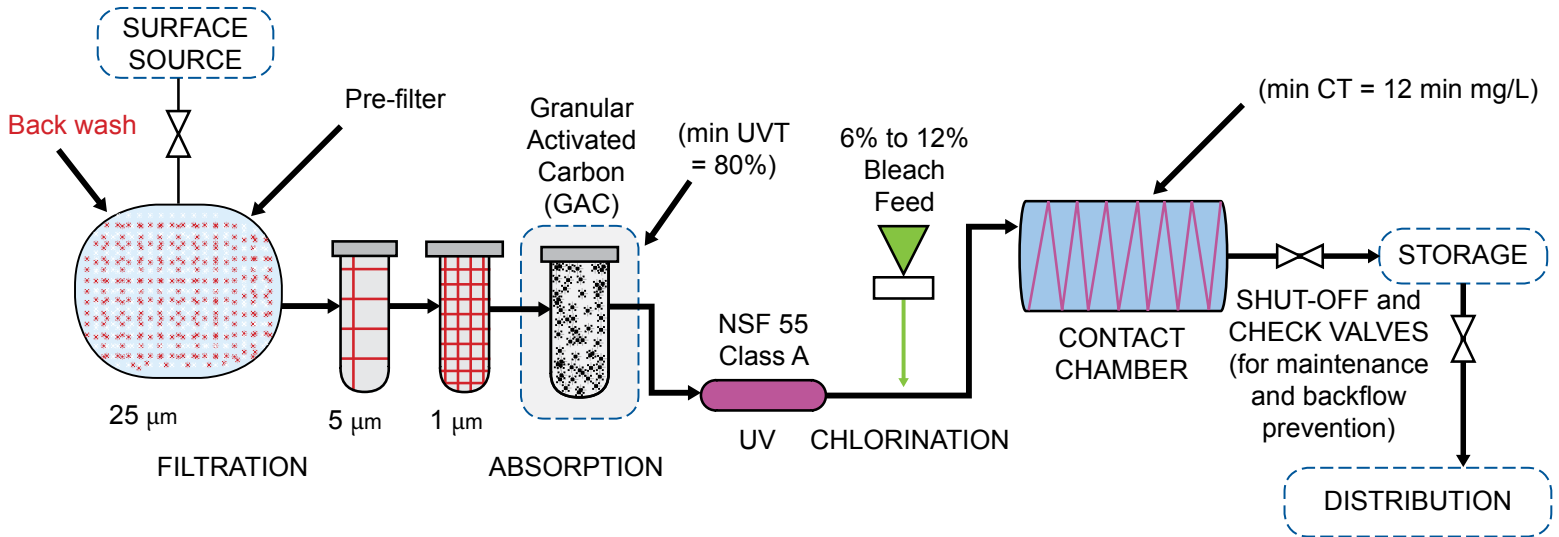 SURFACE
SOURCE
Back wash
Pre-filter
25 μm
5 μm
1 μm
FILTRATION
Granular
Activated
Carbon
(GAC)
(min UVT
= 80%)
ABSORPTION
NSF 55
Class A
UV
6% to 12%
Bleach
Feed
CHLORINATION
(min CT = 12 min mg/L)
CONTACT
CHAMBER
SHUT-OFF and
CHECK VALVES
(for maintenance
and backflow
prevention)
STORAGE
DISTRIBUTION